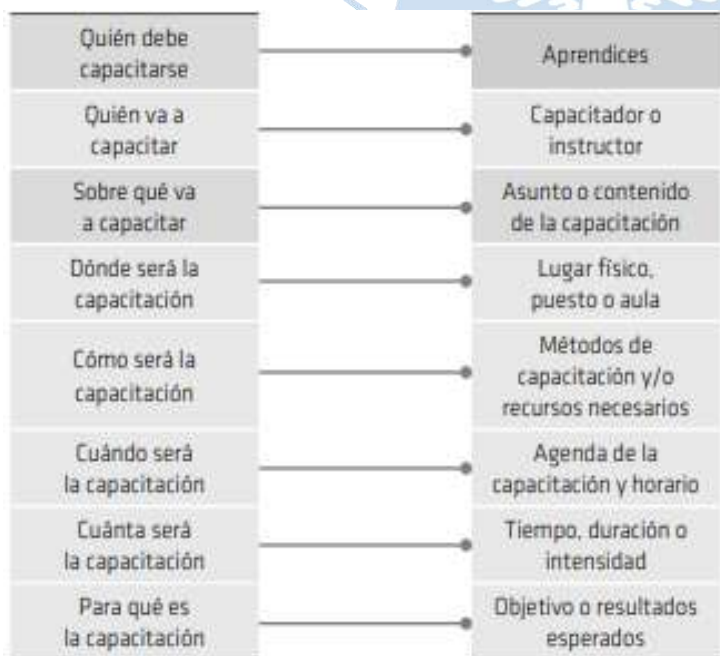 Quién debe
capacitarse
Aprendices
Quién va a
capacitar
Capacitador o
instructor
Sobre qué va
a capacitar
Asunto o contenido
de la capacitación
Dónde será la
capacitación
Lugar físico,
puesto o aula
Cómo será la
capacitación
Métodos de
capacitación y/o
recursos necesarios
Cuándo será
la capacitación
Agenda de la
capacitación y horario
Cuánta será
la capacitación
Tiempo, duración o
intensidad
Para qué es
la capacitación
Objetivo o resultados
esperados